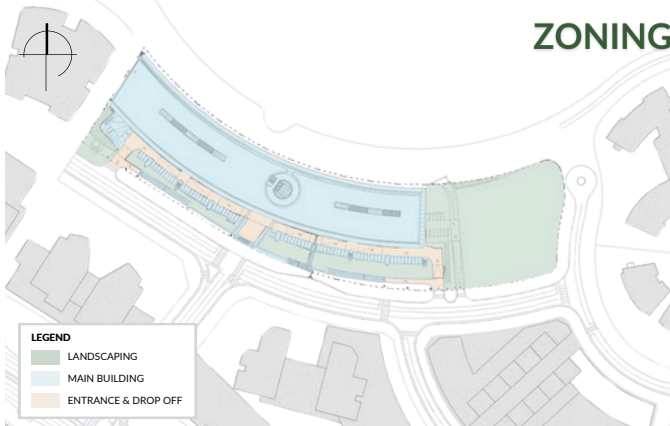 ZONING
LEGEND
LANDSCAPING
MAIN BUILDING
ENTRANCE & DROP OFF